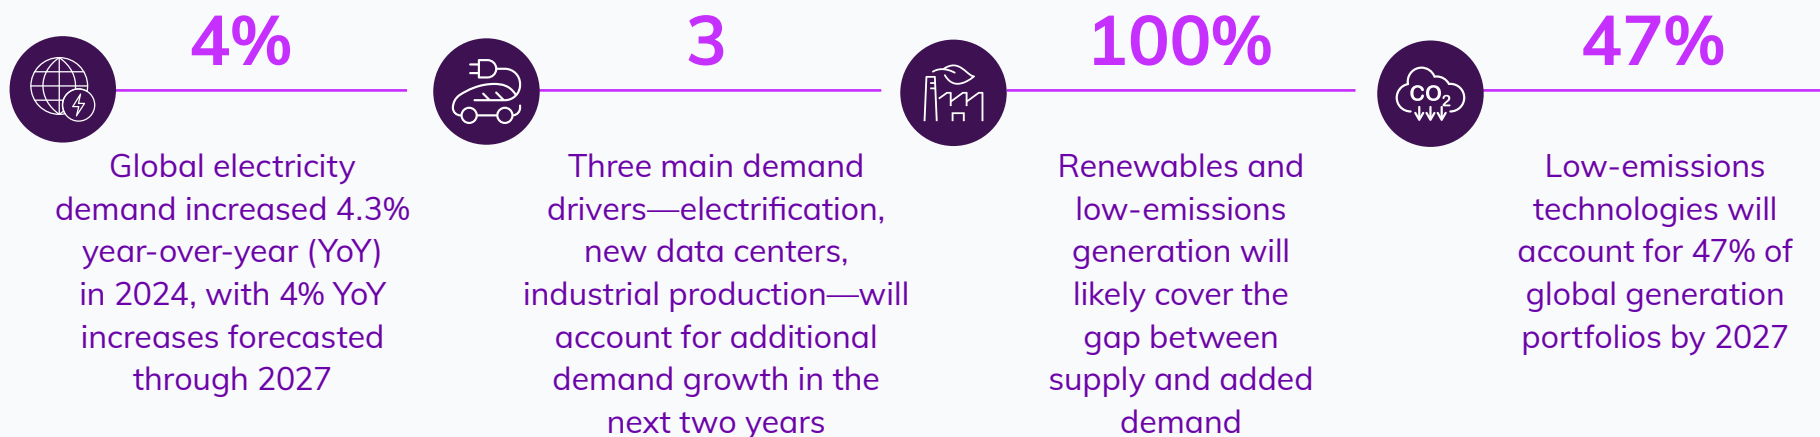 4%
Global electricity
demand increased 4.3%
year-over-year (YoY)
in 2024, with 4% YoY
increases forecasted
through 2027
3
Three main demand
drivers—electrification,
new data centers,
industrial production—will
account for additional
demand growth in the
next two years
100%
Renewables and
low-emissions
generation will
likely cover the
gap between
supply and added
demand
47%
CO2
Low-emissions
technologies will
account for 47% of
global generation
portfolios by 2027